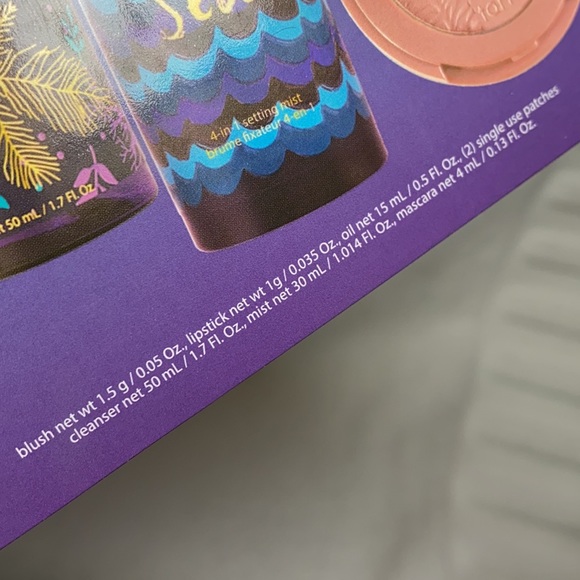 4-in-1 setting mist
brume fixateur 4-en-1
50 mL / 1.7 Fl. Oz.
blush net wt 1.5 g / 0.05 Oz., lipstick net wt 1g / 0.035 Oz., oil net 15 mL / 0.5 Fl. Oz., (2) single use patches
cleanser net 50 mL / 1.7 Fl. Oz., mist net 30 mL / 1.014 Fl. Oz., mascara net 4 mL / 0.13 Fl. Oz.